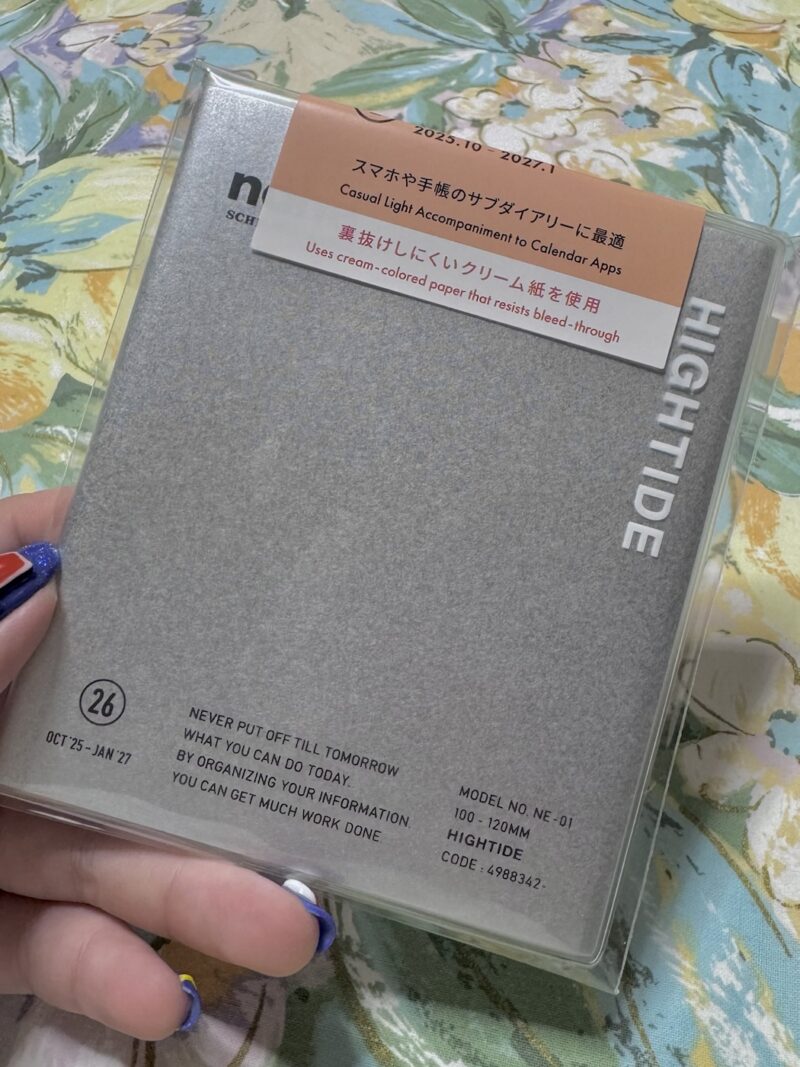 2025.10 - 2027.1
スマホや手帳のサブダイアリーに最適
Casual Light Accompaniment to Calendar Apps
裏抜けしにくいクリーム紙を使用
Uses cream-colored paper that resists bleed-through
HIGHTIDE
26
OCT '25 - JAN '27
NEVER PUT OFF TILL TOMORROW
WHAT YOU CAN DO TODAY.
BY ORGANIZING YOUR INFORMATION.
YOU CAN GET MUCH WORK DONE.
MODEL NO. NE-01
100 - 120MM
HIGHTIDE
CODE : 4988342-